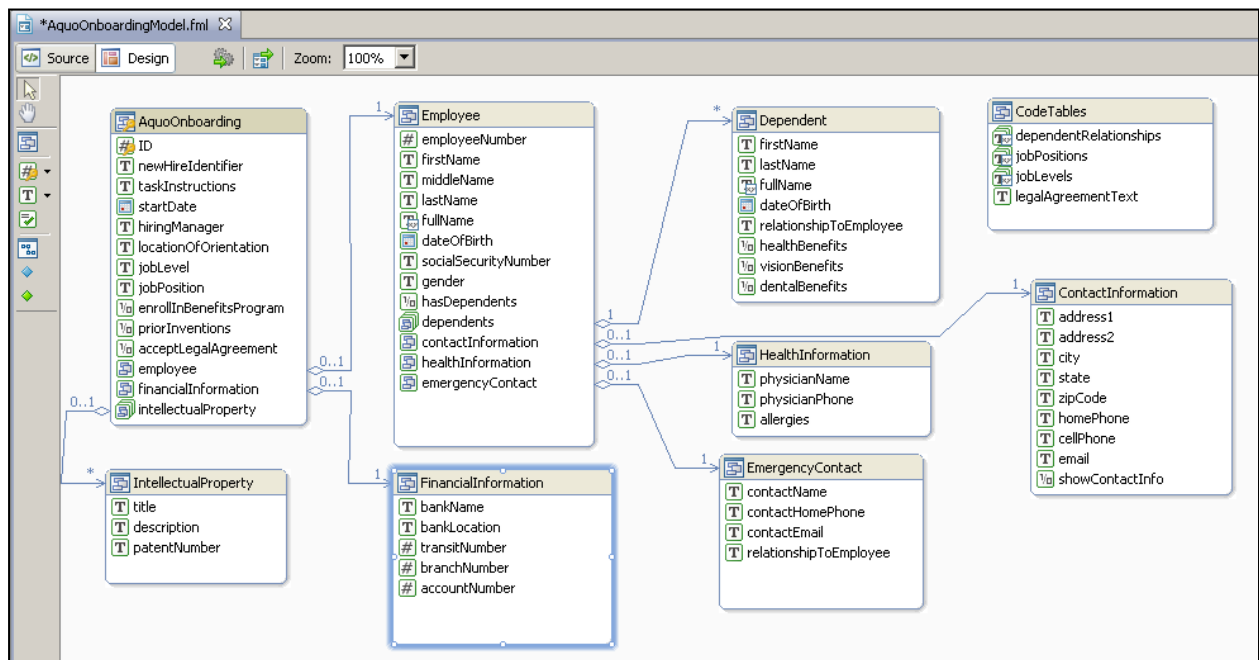 *AquoOnboardingModel.fml
Source Design Zoom: 100%
AquoOnboarding
ID
newHireIdentifier
taskInstructions
startDate
hiringManager
locationOfOrientation
jobLevel
jobPosition
enrollInBenefitsProgram
priorInventions
acceptLegalAgreement
employee
financialInformation
intellectualProperty
0..1
0..1
0..1
1
Employee
employeeNumber
firstName
middleName
lastName
fullName
dateOfBirth
socialSecurityNumber
gender
hasDependents
dependents
contactInformation
healthInformation
emergencyContact
1
0..1
0..1
0..1
*
Dependent
firstName
lastName
fullName
dateOfBirth
relationshipToEmployee
healthBenefits
visionBenefits
dentalBenefits
CodeTables
dependentRelationships
jobPositions
jobLevels
legalAgreementText
1
ContactInformation
address1
address2
city
state
zipCode
homePhone
cellPhone
email
showContactInfo
1
HealthInformation
physicianName
physicianPhone
allergies
*
IntellectualProperty
title
description
patentNumber
1
FinancialInformation
bankName
bankLocation
transitNumber
branchNumber
accountNumber
1
EmergencyContact
contactName
contactHomePhone
contactEmail
relationshipToEmployee